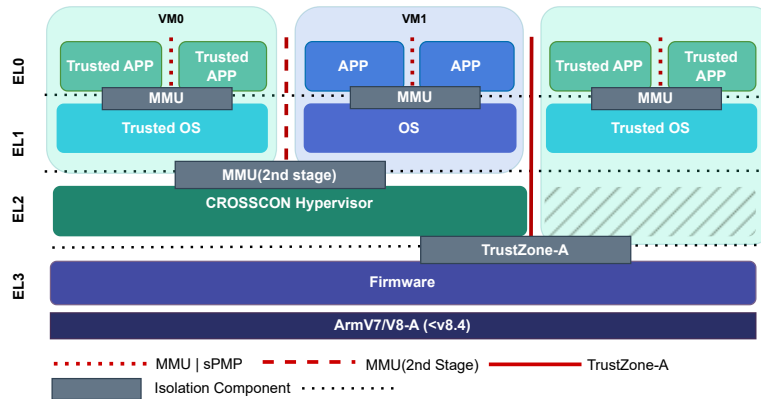 VM0
VM1
EL0
Trusted APP
Trusted
APP
APP
APP
Trusted APP
Trusted
APP
MMU
MMU
MMU
EL1
Trusted OS
OS
Trusted OS
MMU(2nd stage)
EL2
CROSSCON Hypervisor
TrustZone-A
EL3
Firmware
ArmV7/V8-A (<v8.4)
MMU | sPMP
MMU(2nd Stage)
TrustZone-A
Isolation Component